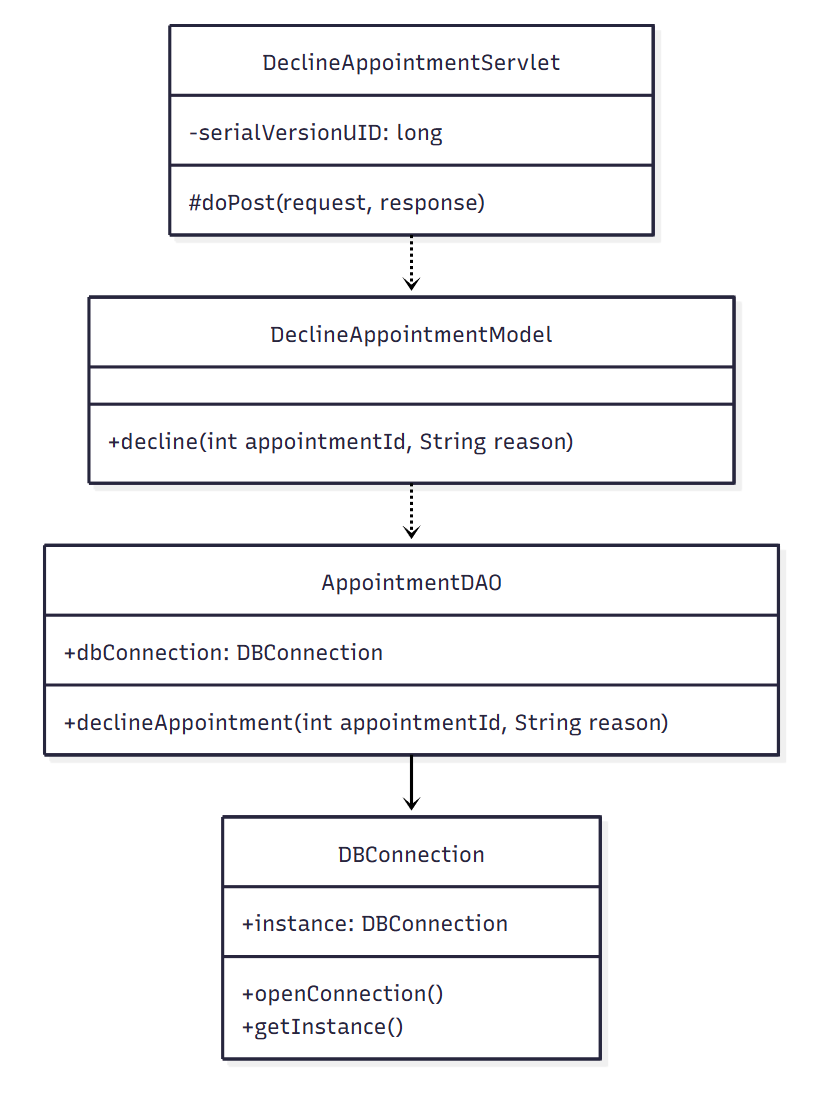 DeclineAppointmentServlet
-serialVersionUID: long
#doPost(request, response)
DeclineAppointmentModel
+decline(int appointmentId, String reason)
AppointmentDAO
+dbConnection: DBConnection
+declineAppointment(int appointmentId, String reason)
DBConnection
+instance: DBConnection
+openConnection()
+getInstance()